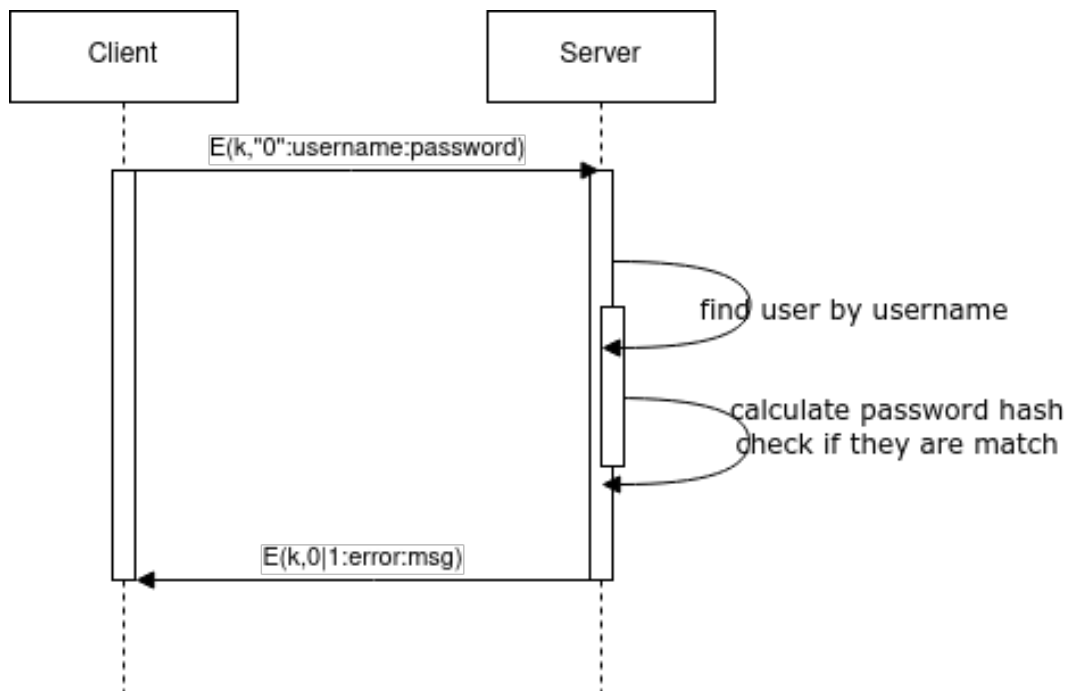 Client
Server
E(k,"0":username:password)
find user by username
calculate password hash
check if they are match
E(k,0|1:error:msg)